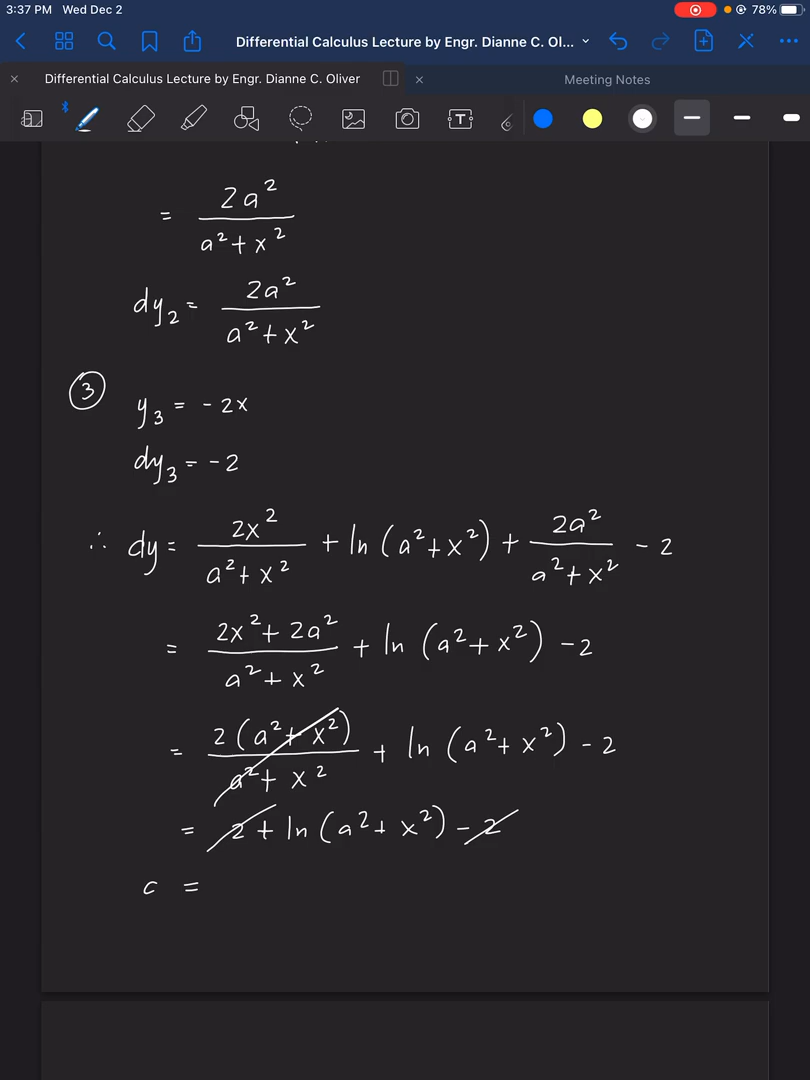 3:37 PM Wed Dec 2 78%
Differential Calculus Lecture by Engr. Dianne C. Ol...
Differential Calculus Lecture by Engr. Dianne C. Oliver Meeting Notes
T
= 2a² / a² + x²
dy₂ = 2a² / a² + x²
③ y₃ = -2x
dy₃ = -2
∴ dy = 2x² / a² + x² + ln (a² + x²) + 2a² / a² + x² - 2
= 2x² + 2a² / a² + x² + ln (a² + x²) - 2
= 2 (a² + x²) / a² + x² + ln (a² + x²) - 2
= 2 + ln (a² + x²) - 2
c =